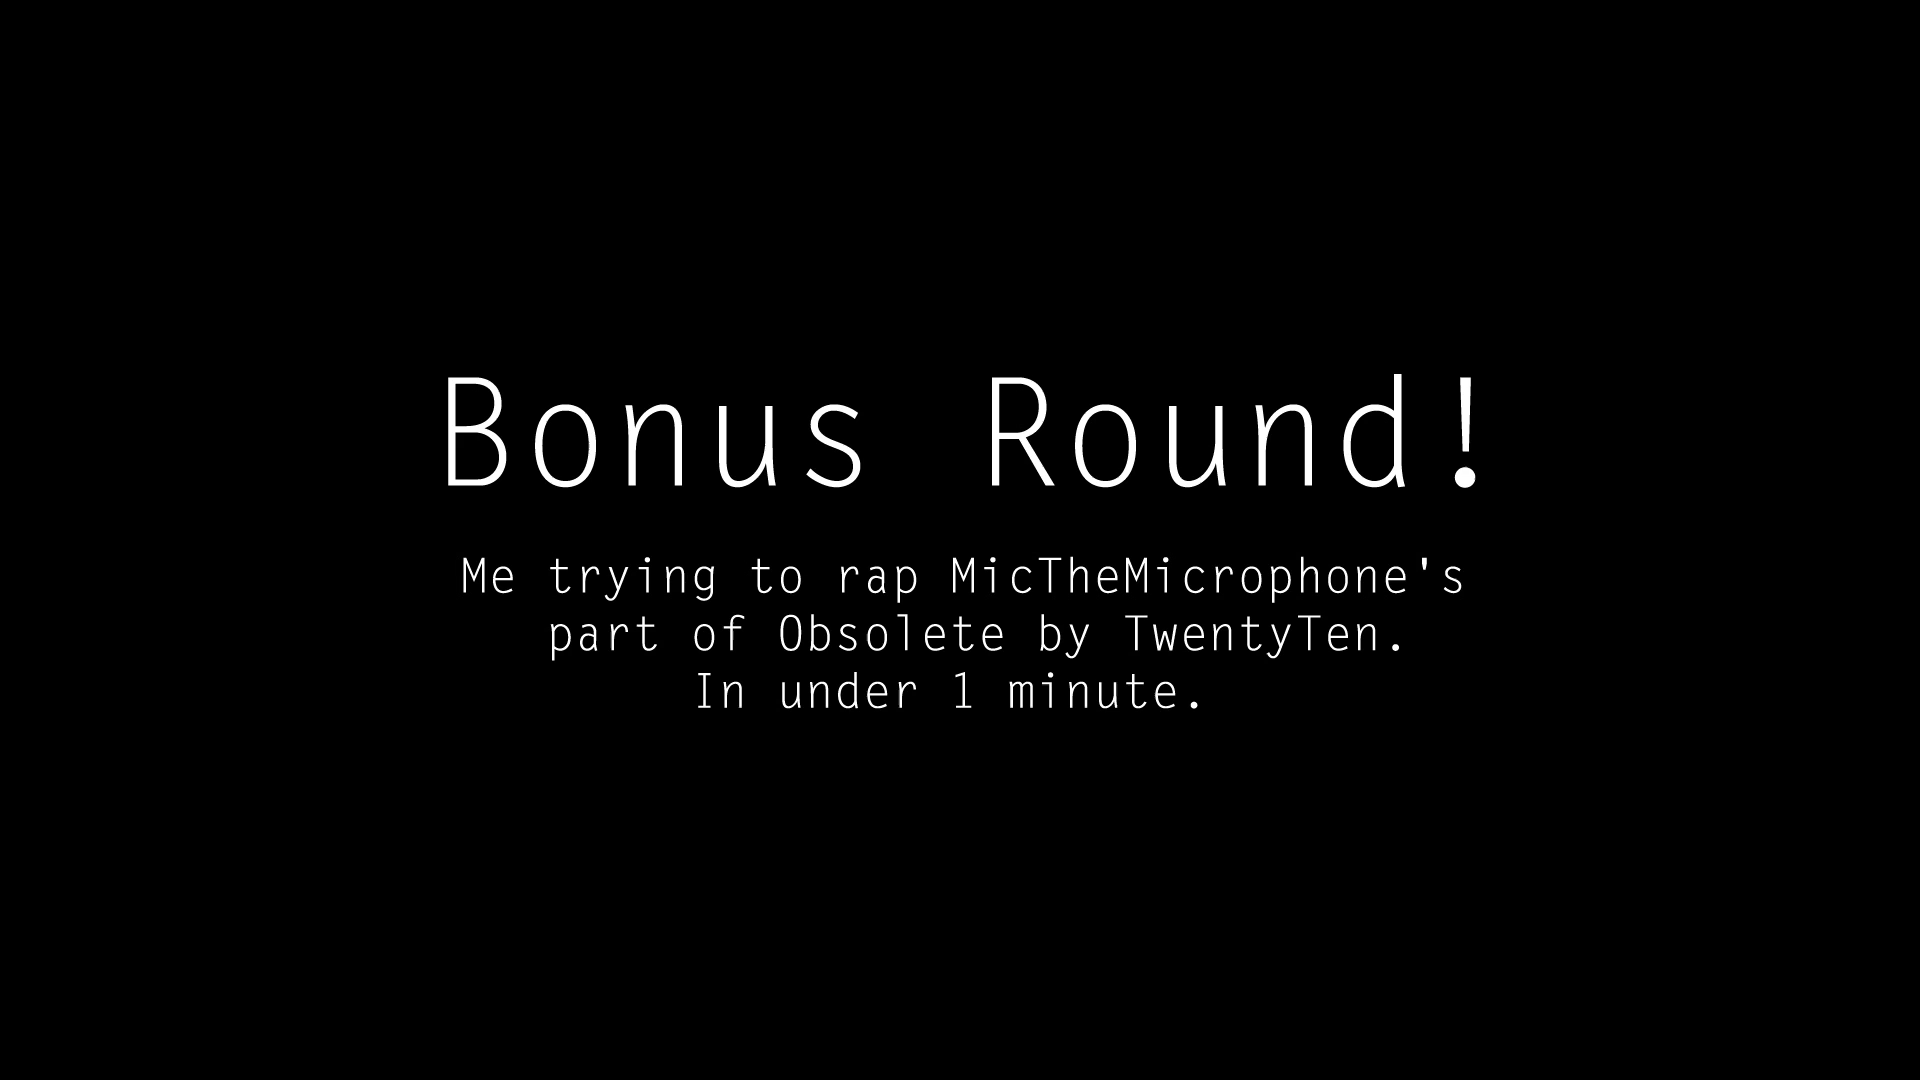 Bonus Round!
Me trying to rap MicTheMicrophone's
part of Obsolete by TwentyTen.
In under 1 minute.